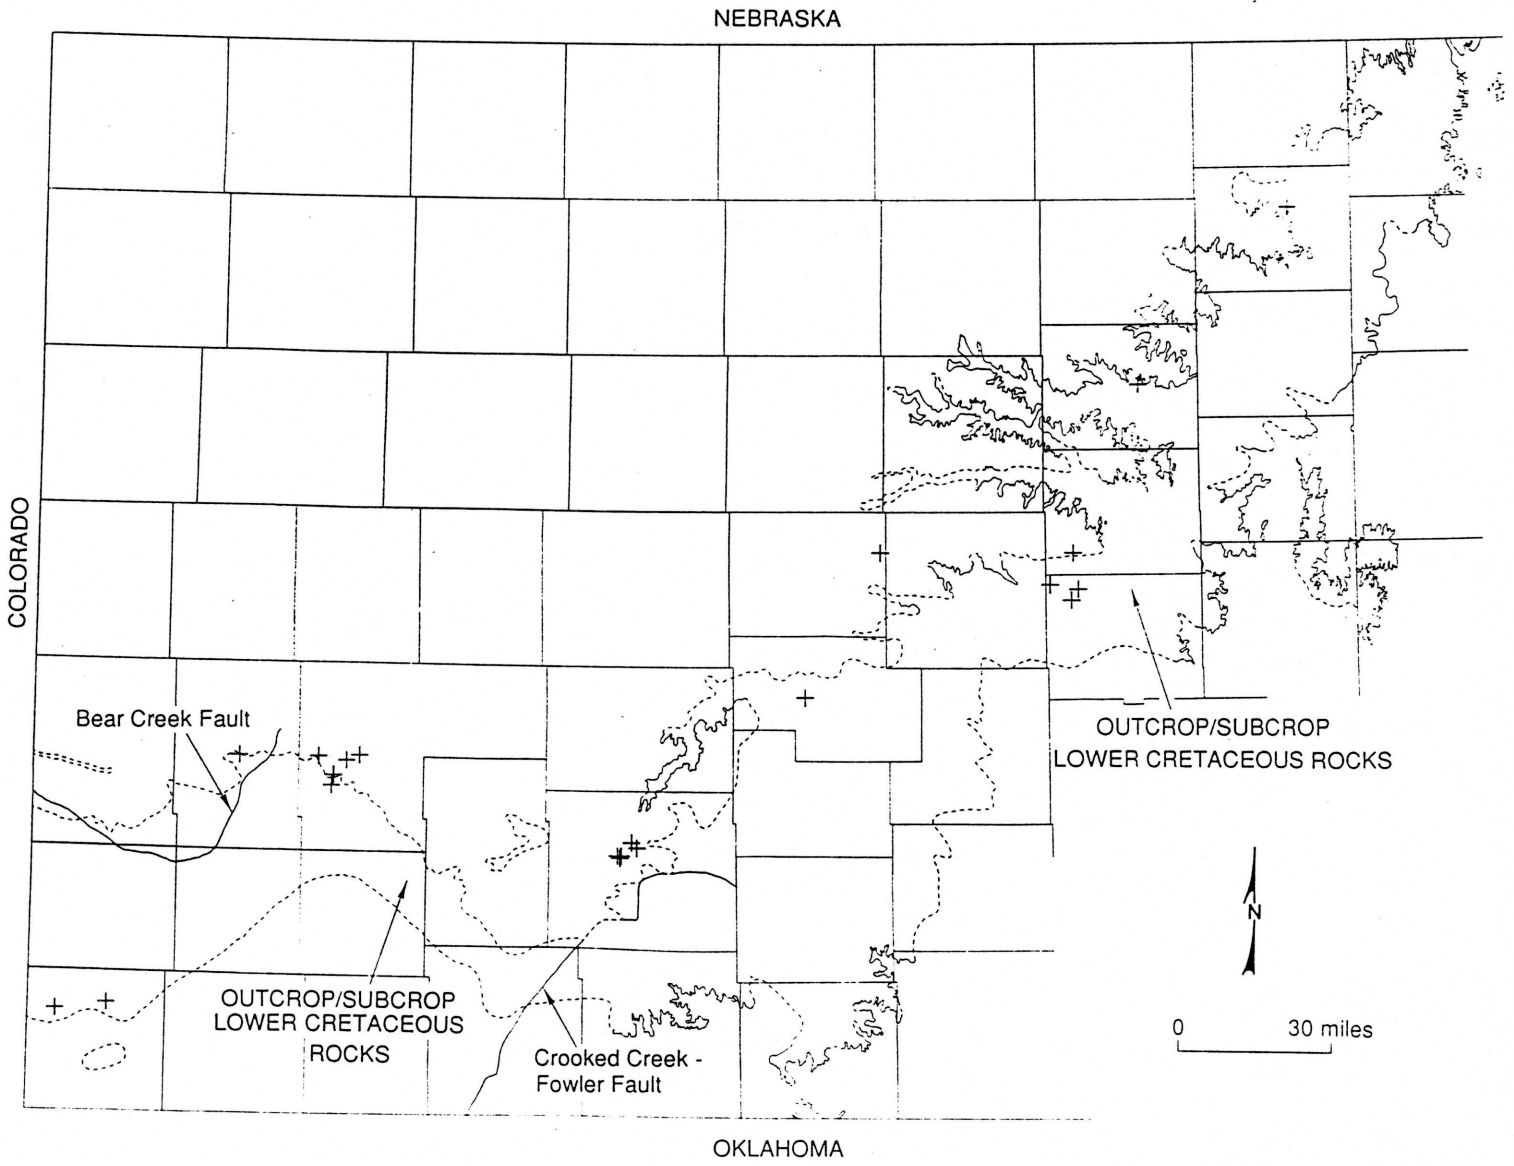 NEBRASKA
COLORADO
Bear Creek Fault
OUTCROP/SUBCROP
LOWER CRETACEOUS ROCKS
N
OUTCROP/SUBCROP
LOWER CRETACEOUS
ROCKS
Crooked Creek -
Fowler Fault
0 30 miles
OKLAHOMA